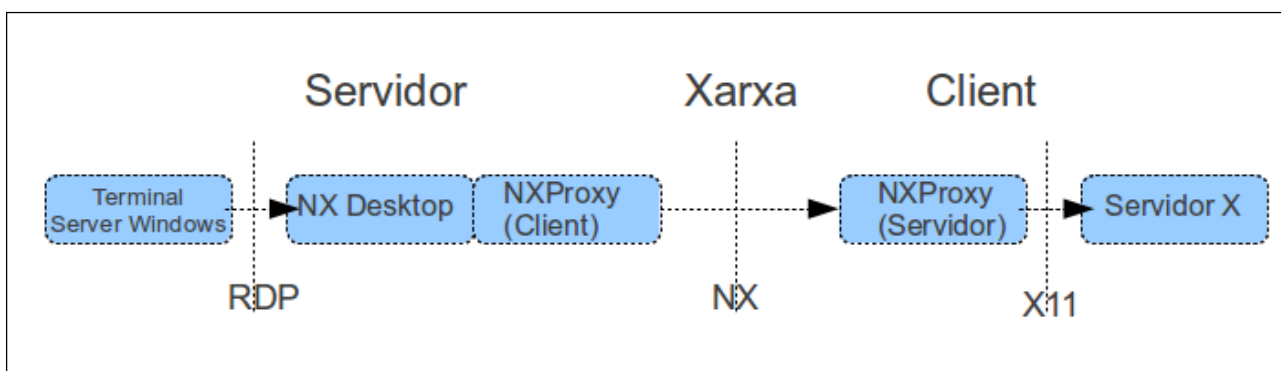 Servidor
Xarxa
Client
Terminal
Server Windows
NX Desktop
NXProxy
(Client)
NXProxy
(Servidor)
Servidor X
RDP
NX
X11